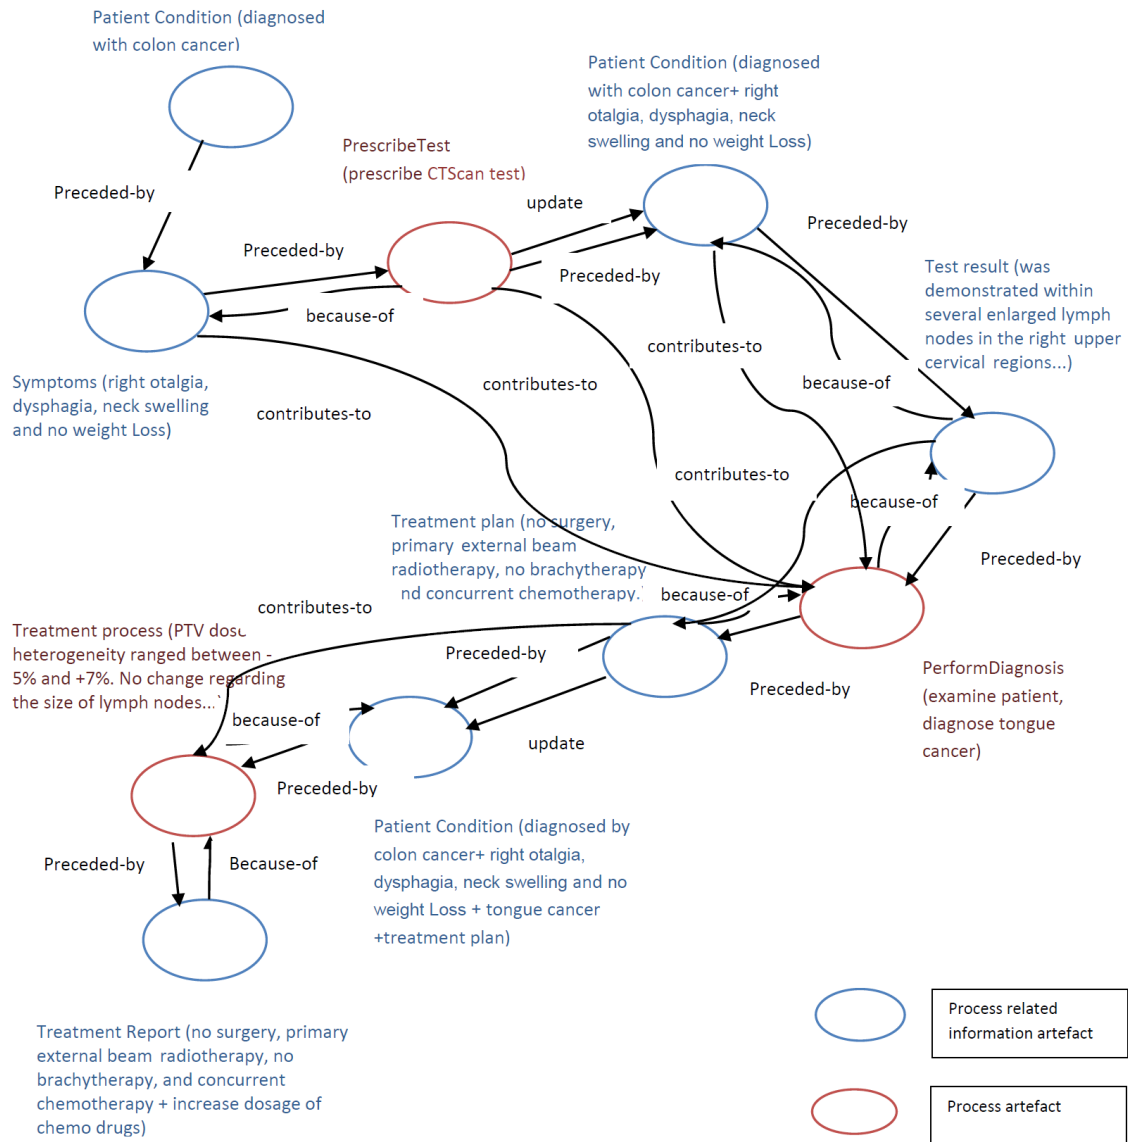 Patient Condition (diagnosed
with colon cancer)
Patient Condition (diagnosed
with colon cancer+ right
otalgia, dysphagia, neck
swelling and no weight Loss)
PrescribeTest
(prescribe CTScan test)
Preceded-by
update
Preceded-by
Preceded-by
Preceded-by
because-of
Test result (was
demonstrated within
several enlarged lymph
nodes in the right upper
cervical regions...)
contributes-to
because-of
Symptoms (right otalgia,
dysphagia, neck swelling
and no weight Loss)
contributes-to
contributes-to
contributes-to
because-of
Treatment plan (no surgery,
primary external beam
radiotherapy, no brachytherapy
nd concurrent chemotherapy.
Preceded-by
because-of
contributes-to
Treatment process (PTV dose
heterogeneity ranged between -
5% and +7%. No change regarding
the size of lymph nodes...
Preceded-by
Preceded-by
PerformDiagnosis
(examine patient,
diagnose tongue
cancer)
because-of
update
Preceded-by
Patient Condition (diagnosed by
colon cancer+ right otalgia,
dysphagia, neck swelling and no
weight Loss + tongue cancer
+treatment plan)
Preceded-by
Because-of
Treatment Report (no surgery, primary
external beam radiotherapy, no
brachytherapy, and concurrent
chemotherapy + increase dosage of
chemo drugs)
Process related
information artefact
Process artefact